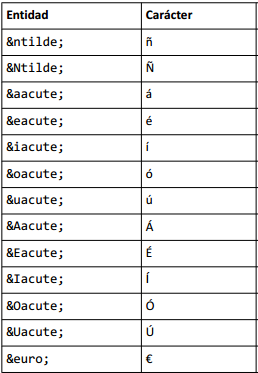 Entidad Carácter
&ntilde; ñ
&Ntilde; Ñ
&aacute; á
&eacute; é
&iacute; í
&oacute; ó
&uacute; ú
&Aacute; Á
&Eacute; É
&Iacute; Í
&Oacute; Ó
&Uacute; Ú
&euro; €